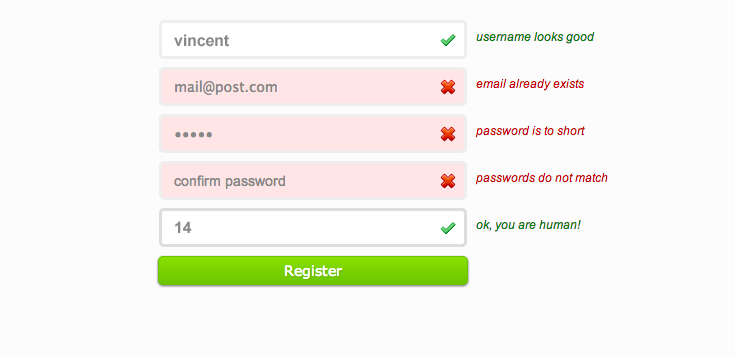 vincent username looks good
mail@post.com email already exists
••••• password is to short
confirm password passwords do not match
14 ok, you are human!
Register